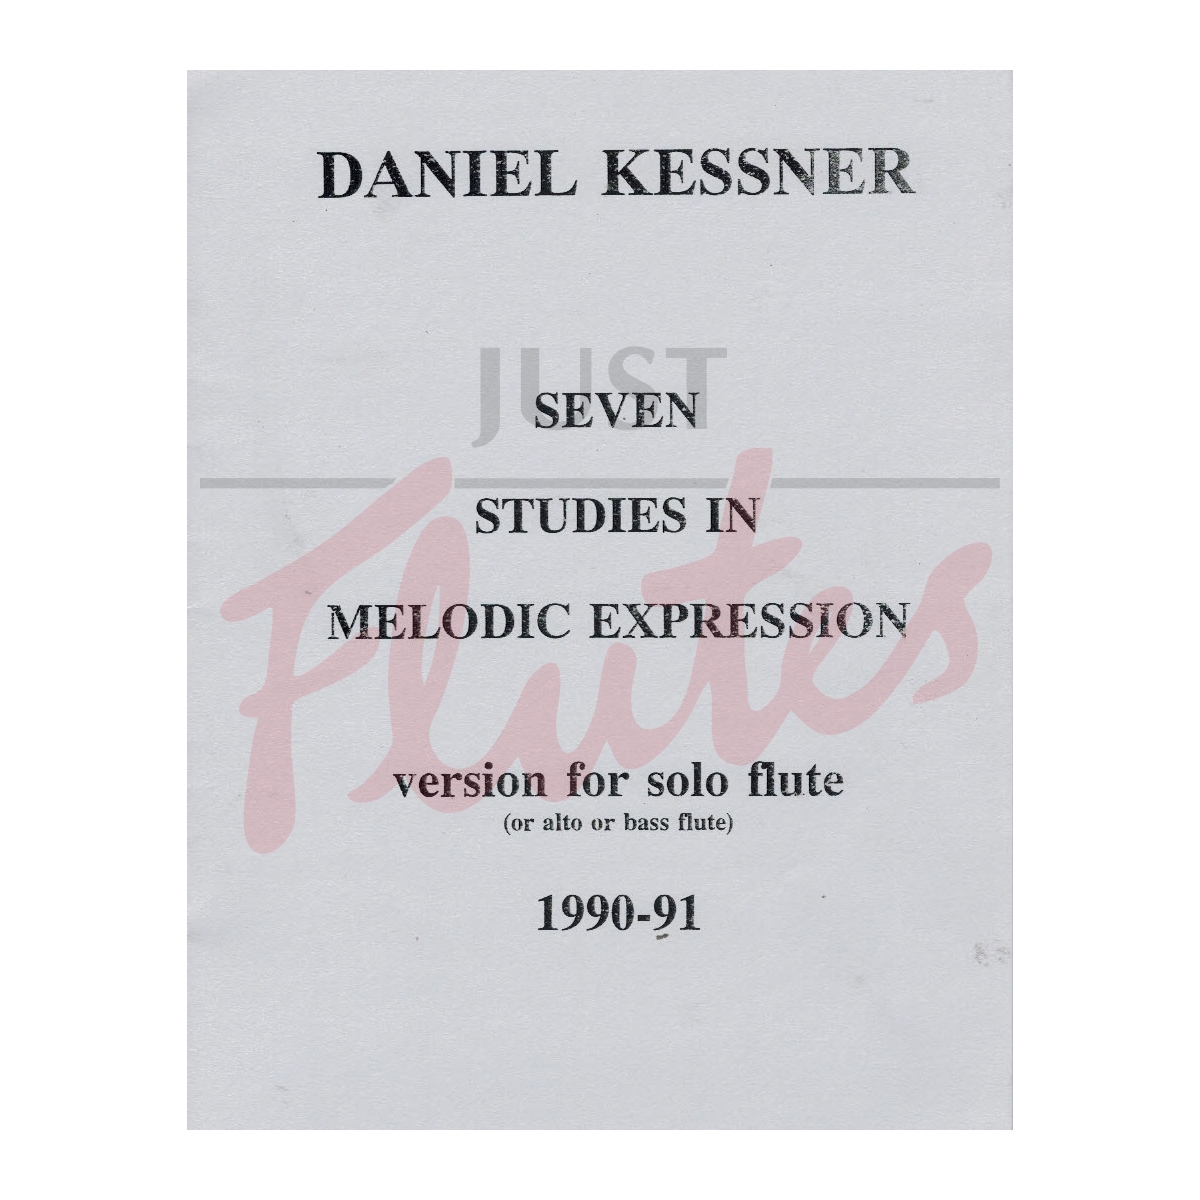 DANIEL KESSNER
JUST
SEVEN
STUDIES IN
Flutes
MELODIC EXPRESSION
version for solo flute
(or alto or bass flute)
1990-91